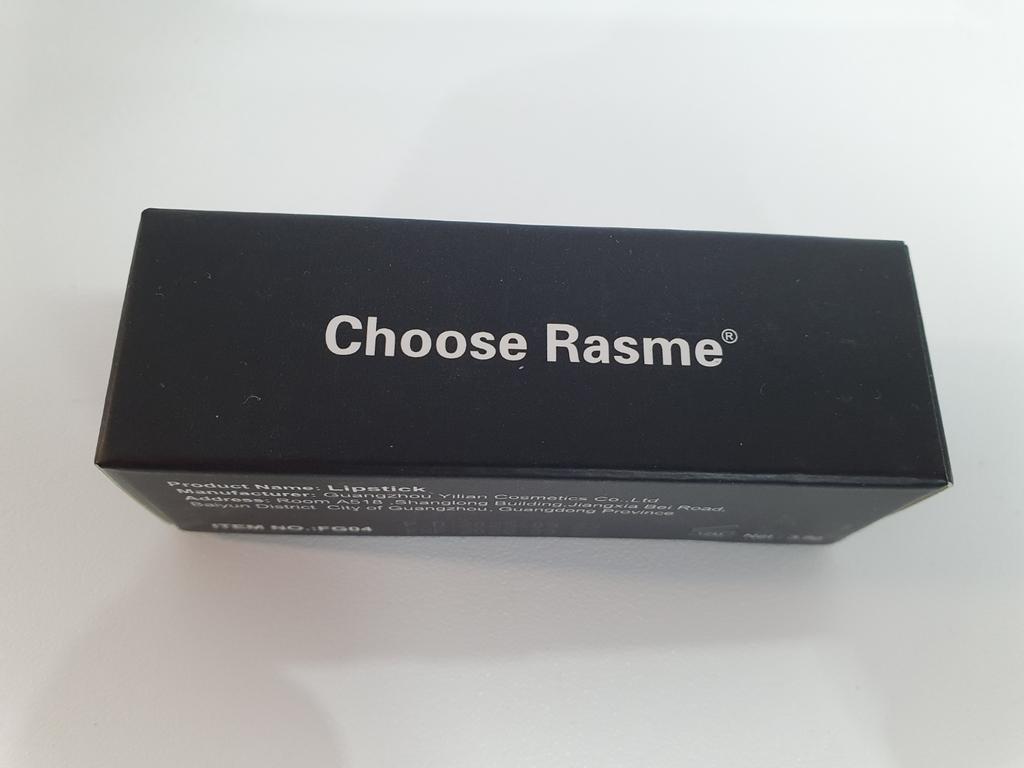 Choose Rasme®
Product Name: Lipstick
Manufacturer: Guangzhou Yilian Cosmetics Co.,Ltd
Address: Room A518 Shanglong Building,Jiangxia Bei Road,
Baiyun District City of Guangzhou, Guangdong Province
ITEM NO.:FG04
Net